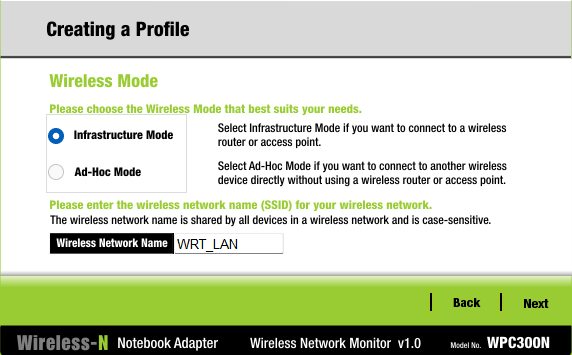 Creating a Profile
Wireless Mode
Please choose the Wireless Mode that best suits your needs.
Infrastructure Mode
Select Infrastructure Mode if you want to connect to a wireless
router or access point.
Ad-Hoc Mode
Select Ad-Hoc Mode if you want to connect to another wireless
device directly without using a wireless router or access point.
Please enter the wireless network name (SSID) for your wireless network.
The wireless network name is shared by all devices in a wireless network and is case-sensitive.
Wireless Network Name WRT_LAN
Back Next
Wireless-N Notebook Adapter Wireless Network Monitor v1.0 Model No. WPC300N